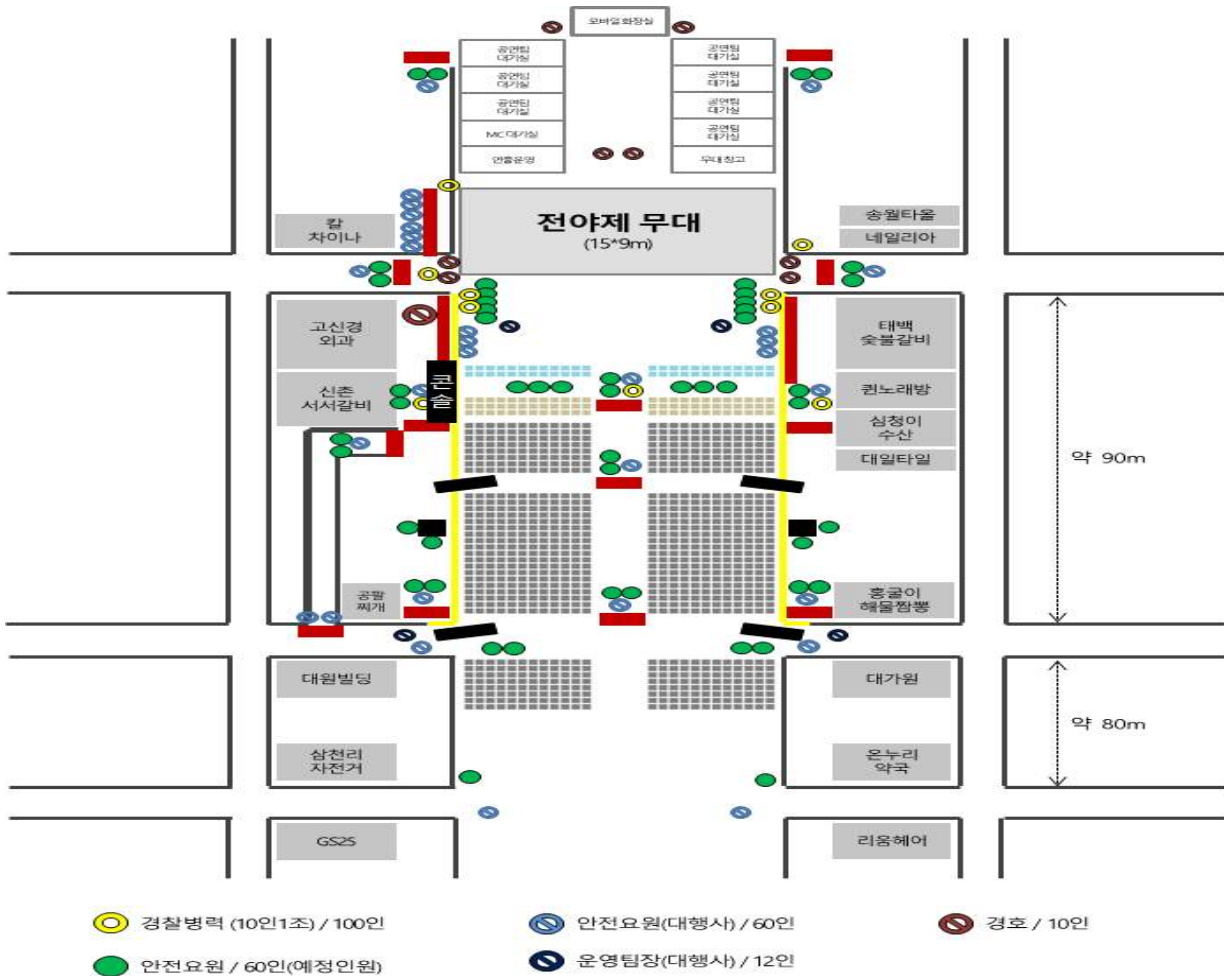 모바일화장실
공연팀
대기실
공연팀
대기실
공연팀
대기실
공연팀
대기실
공연팀
대기실
공연팀
대기실
MC 대기실
공연팀
대기실
연출운영
무대창고
전야제 무대
(15*9m)
칼
차이나
송월타올
네일리아
고신경
외과
태백
숯불갈비
콘솔
신촌
서서갈비
퀸노래방
심청이
수산
대일타일
약 90m
공팔
찌개
홍굴이
해물짬뽕
대원빌딩
대가원
약 80m
삼천리
자전거
온누리
약국
GS25
리움헤어
경찰병력 (10인1조) / 100인
안전요원(대행사) / 60인
경호 / 10인
안전요원 / 60인(예정인원)
운영팀장(대행사) / 12인